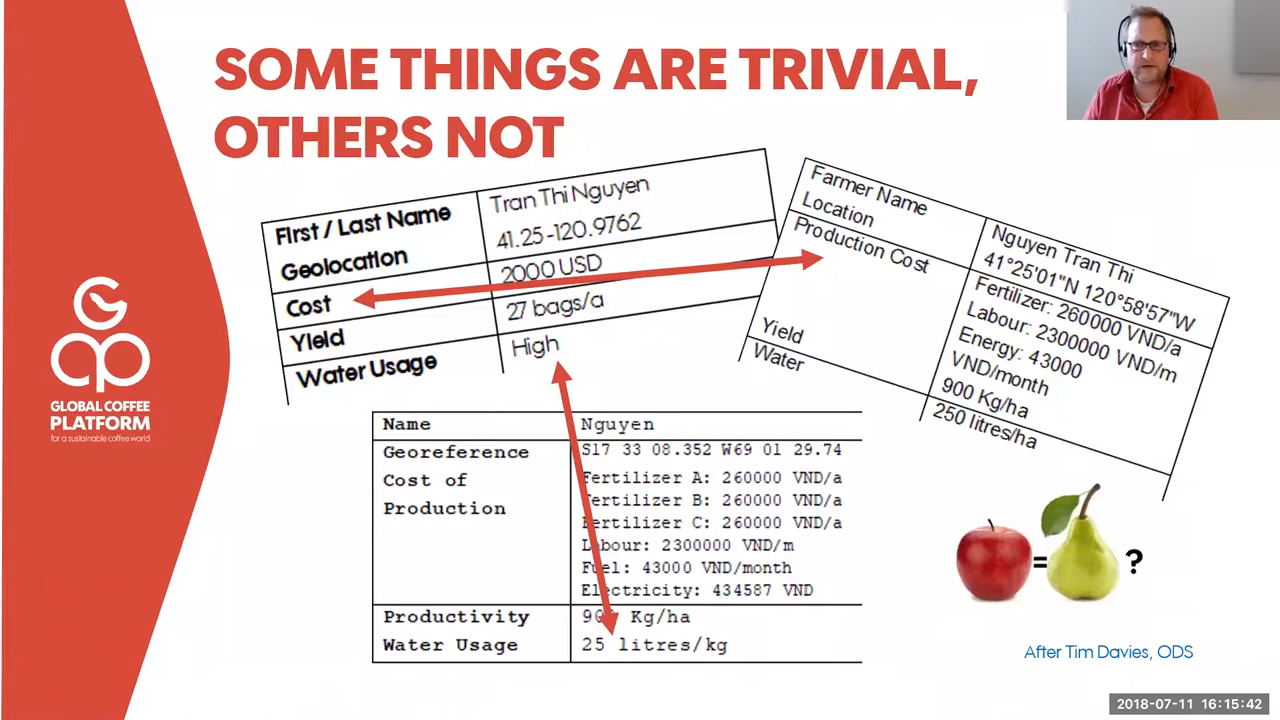 SOME THINGS ARE TRIVIAL,
OTHERS NOT
First / Last Name Tran Thi Nguyen
Geolocation 41.25-120.9762
Cost 2000 USD
Yield 27 bags/a
Water Usage High
Farmer Name Nguyen Tran Thi
Location 41°25'01"N 120°58'57"W
Production Cost Fertilizer: 260000 VND/a
Labour: 2300000 VND/m
Energy: 43000
VND/month
Yield 900 Kg/ha
Water 250 litres/ha
GLOBAL COFFEE
PLATFORM
for a sustainable coffee world
Name Nguyen
Georeference S17 33 08.352 W69 01 29.74
Cost of Fertilizer A: 260000 VND/a
Production Fertilizer B: 260000 VND/a
Fertilizer C: 260000 VND/a
Labour: 2300000 VND/m
Fuel: 43000 VND/month
Electricity: 434587 VND
Productivity 900 Kg/ha
Water Usage 25 litres/kg
= ?
After Tim Davies, ODS
2018-07-11 16:15:42